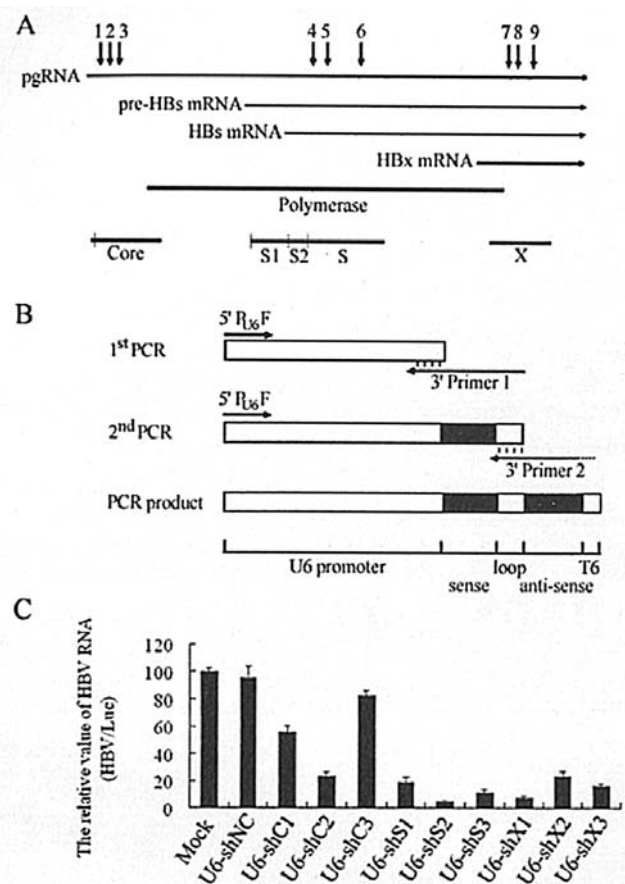 A
1 2 3 4 5 6 7 8 9
pgRNA
pre-HBs mRNA
HBs mRNA
HBx mRNA
Polymerase
Core S1 S2 S X
B
5' PU6F
1st PCR
3' Primer 1
5' PU6F
2nd PCR
3' Primer 2
PCR product
U6 promoter loop T6
sense anti-sense
C
The relative value of HBV RNA
(HBV/Luc)
120
100
80
60
40
20
0
Mock
U6-shNC
U6-shC1
U6-shC2
U6-shC3
U6-shS1
U6-shS2
U6-shS3
U6-shX1
U6-shX2
U6-shX3